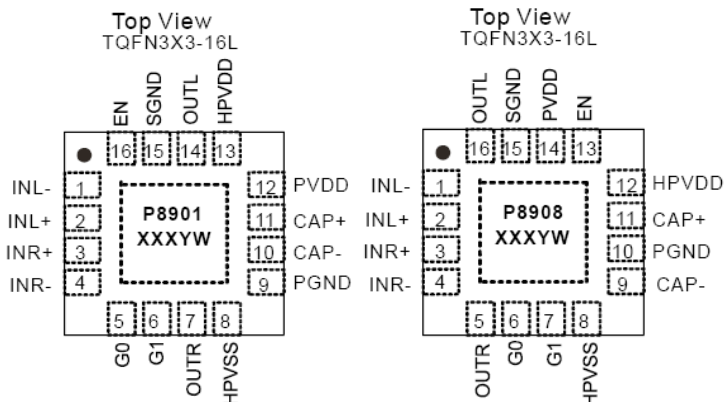 Top View
TQFN3X3-16L
EN
SGND
OUTL
HPVDD
16
15
14
13
INL-
1
12
PVDD
INL+
2
11
CAP+
INR+
3
10
CAP-
INR-
4
9
PGND
P8901
XXXYW
5
6
7
8
G0
G1
OUTR
HPVSS
Top View
TQFN3X3-16L
OUTL
SGND
PVDD
EN
16
15
14
13
INL-
1
12
HPVDD
INL+
2
11
CAP+
INR+
3
10
PGND
INR-
4
9
CAP-
P8908
XXXYW
5
6
7
8
OUTR
G0
G1
HPVSS